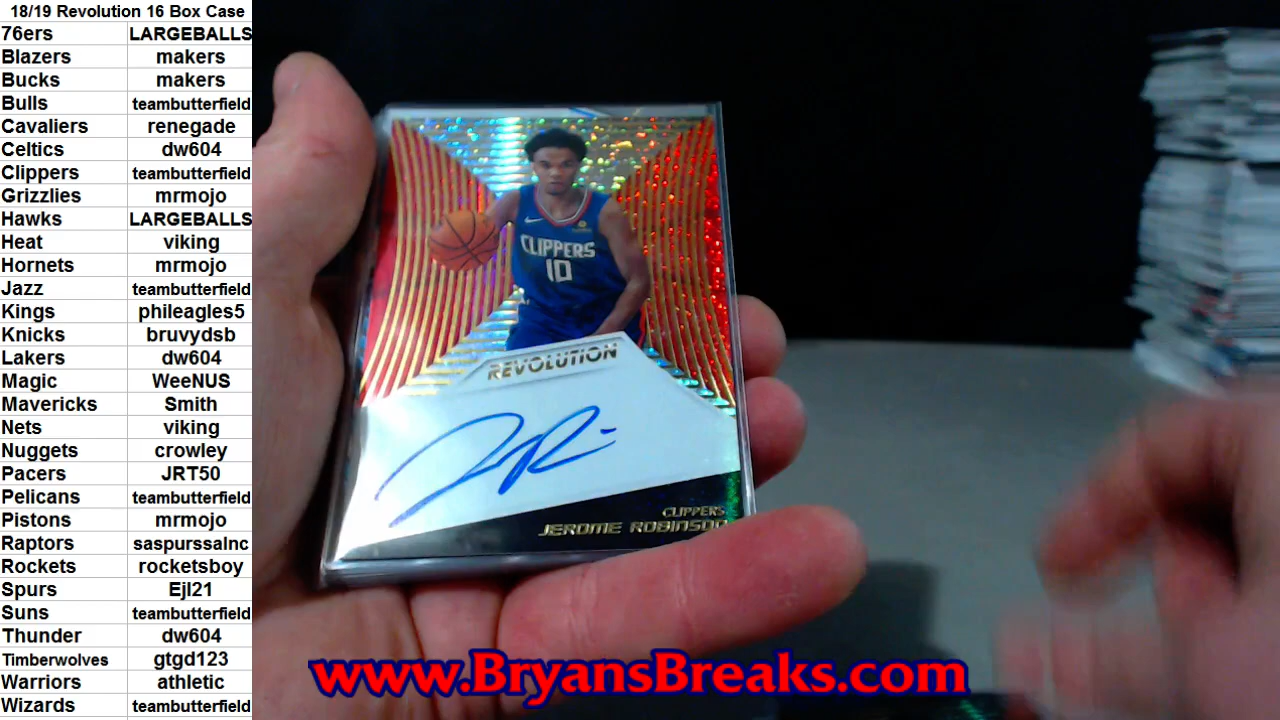 18/19 Revolution 16 Box Case
76ers LARGEBALLS
Blazers makers
Bucks makers
Bulls teambutterfield
Cavaliers renegade
Celtics dw604
Clippers teambutterfield
Grizzlies mrmojo
Hawks LARGEBALLS
Heat viking
Hornets mrmojo
Jazz teambutterfield
Kings phileagles5
Knicks bruvydsb
Lakers dw604
Magic WeeNUS
Mavericks Smith
Nets viking
Nuggets crowley
Pacers JRT50
Pelicans teambutterfield
Pistons mrmojo
Raptors saspurssalnc
Rockets rocketsboy
Spurs Ejl21
Suns teambutterfield
Thunder dw604
Timberwolves gtgd123
Warriors athletic
Wizards teambutterfield
CLIPPERS
10
REVOLUTION
CLIPPERS
JEROME ROBINSON
www.BryansBreaks.com